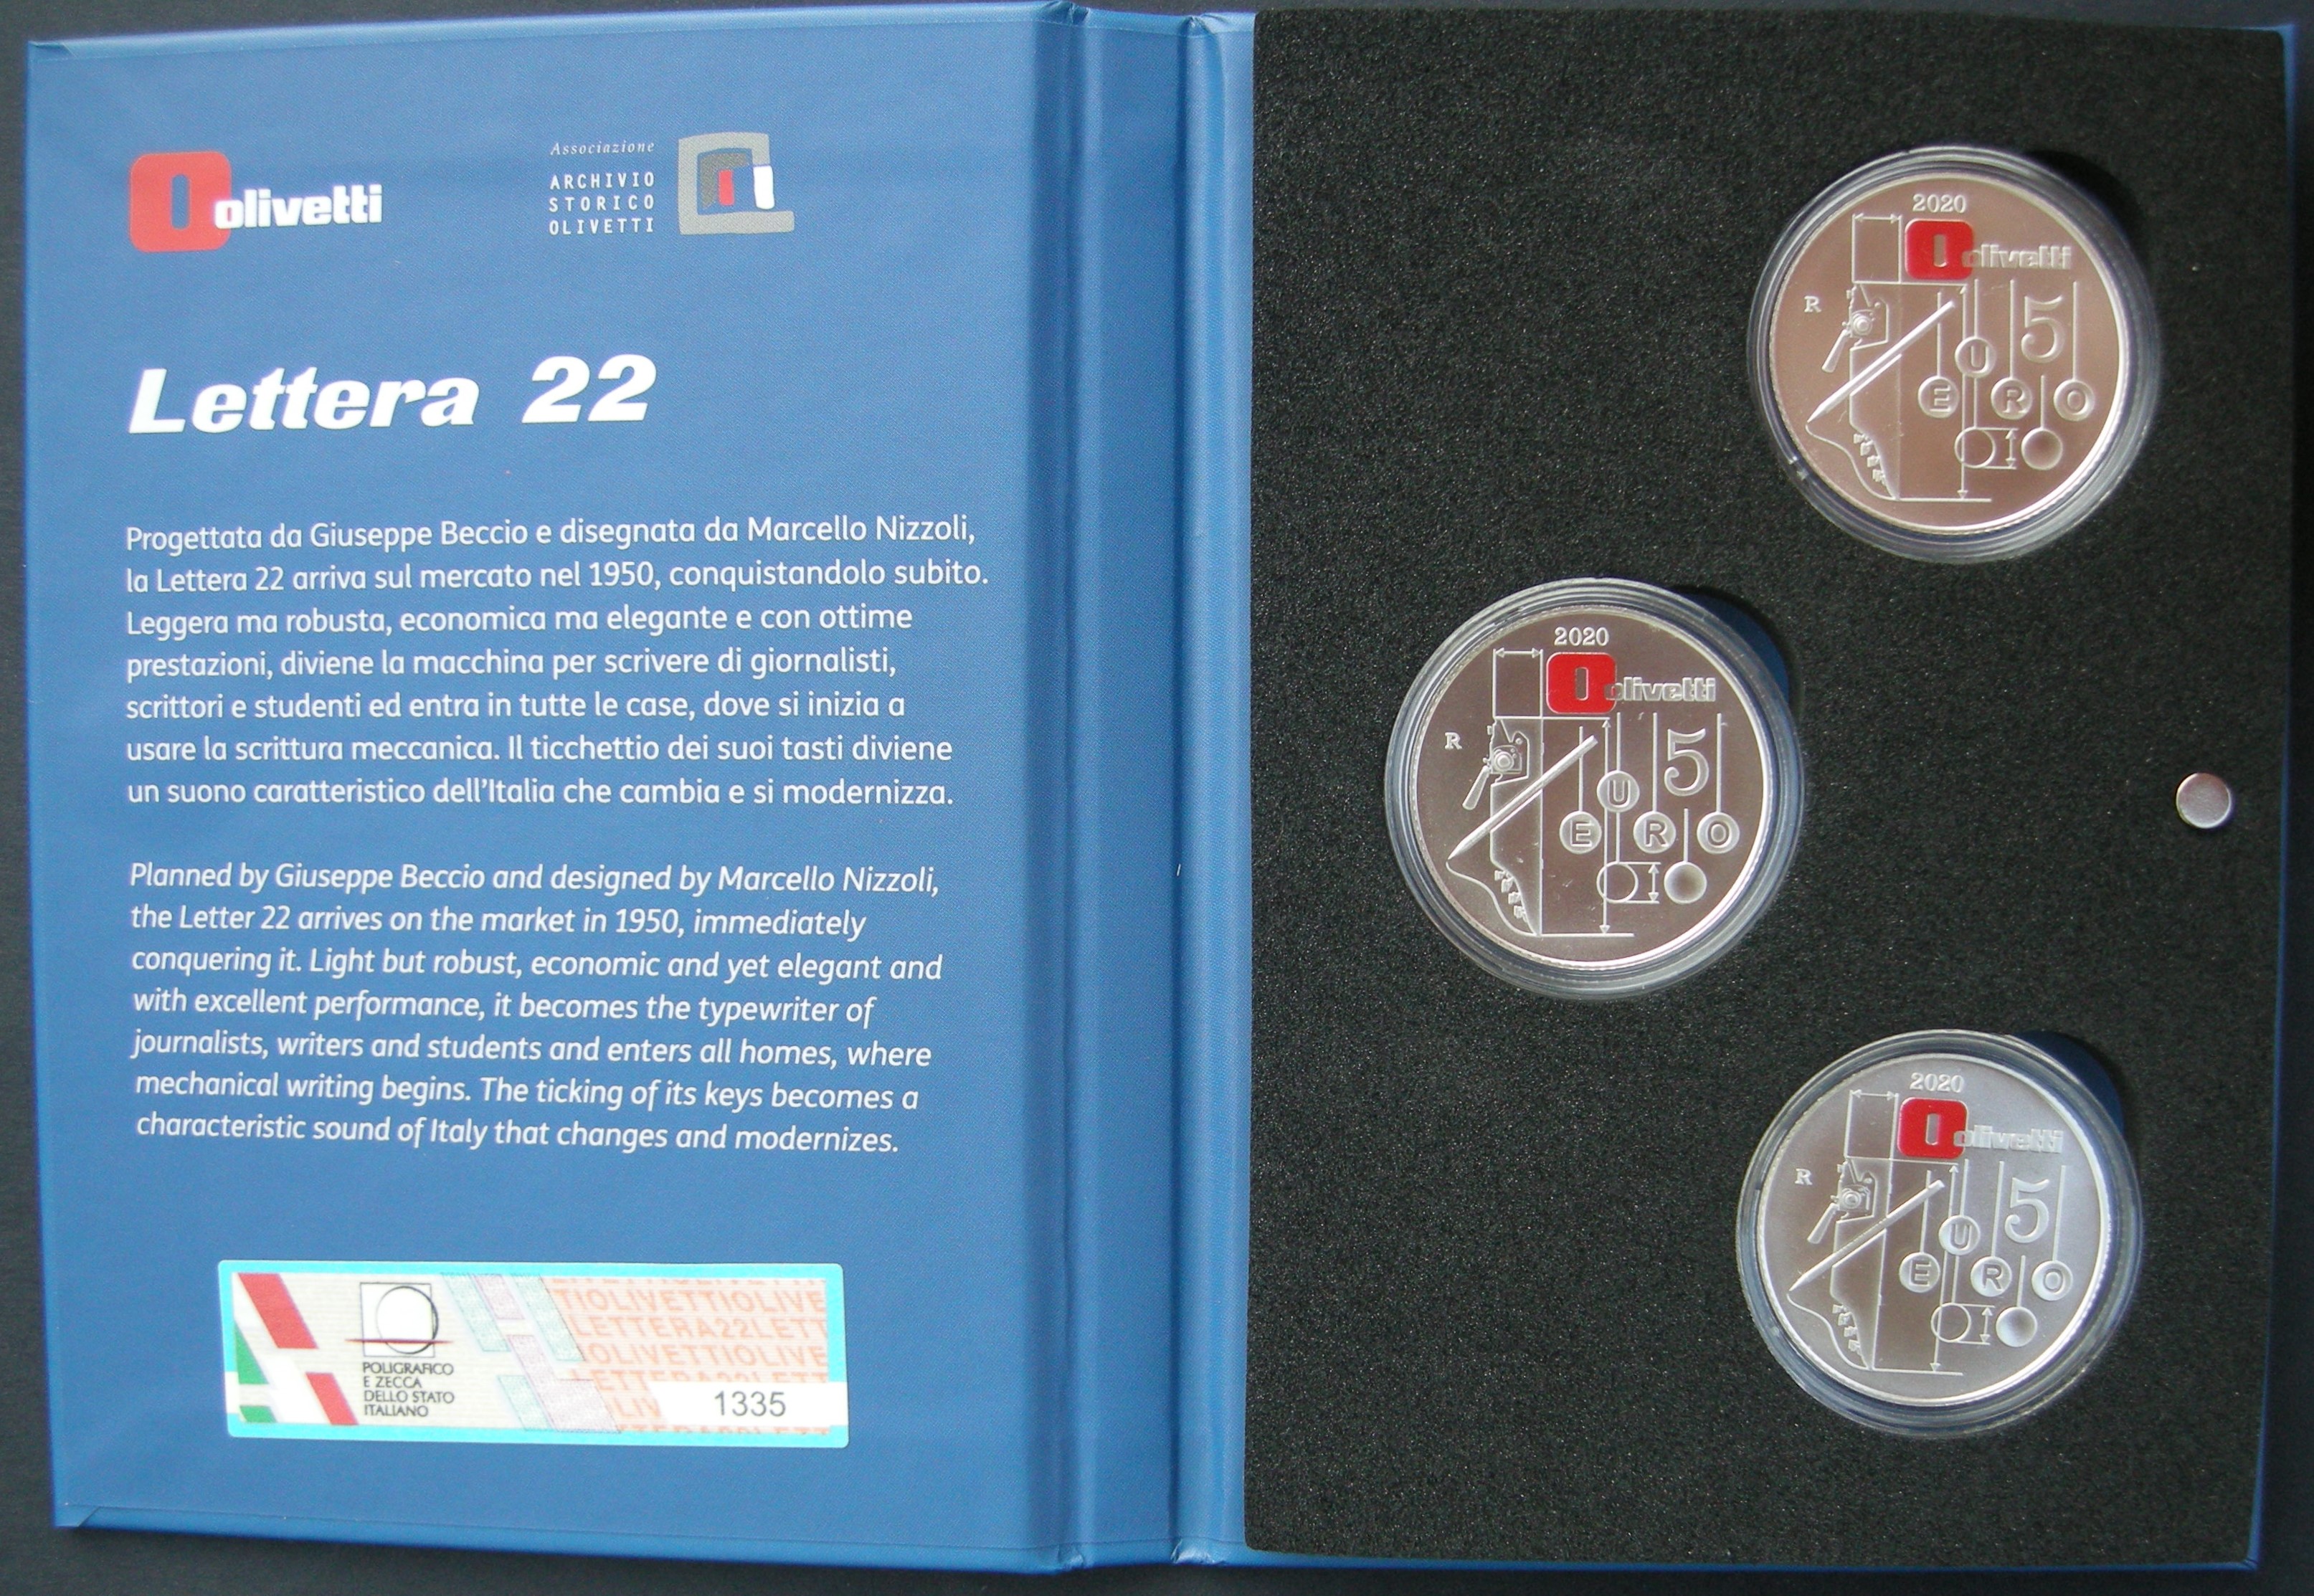 olivetti
Associazione
ARCHIVIO
STORICO
OLIVETTI
Lettera 22
Progettata da Giuseppe Beccio e disegnata da Marcello Nizzoli,
la Lettera 22 arriva sul mercato nel 1950, conquistandolo subito.
Leggera ma robusta, economica ma elegante e con ottime
prestazioni, diviene la macchina per scrivere di giornalisti,
scrittori e studenti ed entra in tutte le case, dove si inizia a
usare la scrittura meccanica. Il ticchettio dei suoi tasti diviene
un suono caratteristico dell'Italia che cambia e si modernizza.
Planned by Giuseppe Beccio and designed by Marcello Nizzoli,
the Letter 22 arrives on the market in 1950, immediately
conquering it. Light but robust, economic and yet elegant and
with excellent performance, it becomes the typewriter of
journalists, writers and students and enters all homes, where
mechanical writing begins. The ticking of its keys becomes a
characteristic sound of Italy that changes and modernizes.
POLIGRAFICO
E ZECCA
DELLO STATO
ITALIANO
TIOLIVETTIOLIVE
LETTERA22LETT
OLIVETTIOLIVE
1335
2020
olivetti
R
5
EURO
2020
olivetti
R
5
EURO
2020
olivetti
R
5
EURO